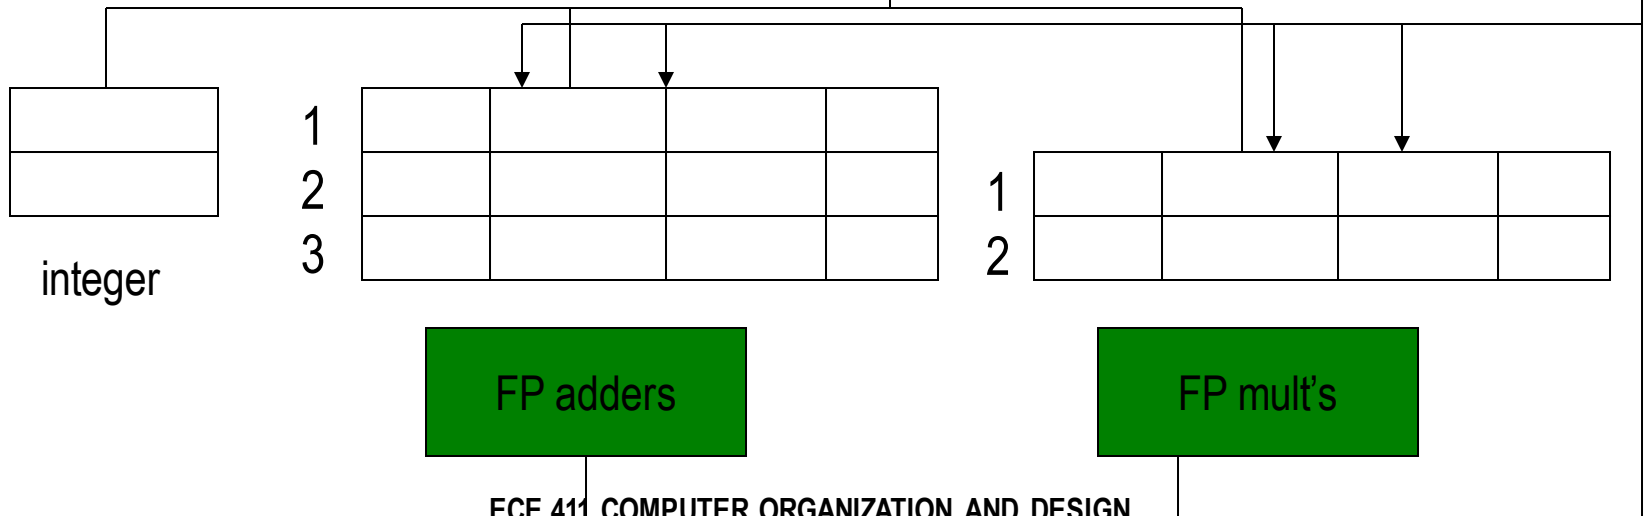 1
2
3
1
2
integer
FP adders
FP mult's
ECE 411 COMPUTER ORGANIZATION AND DESIGN